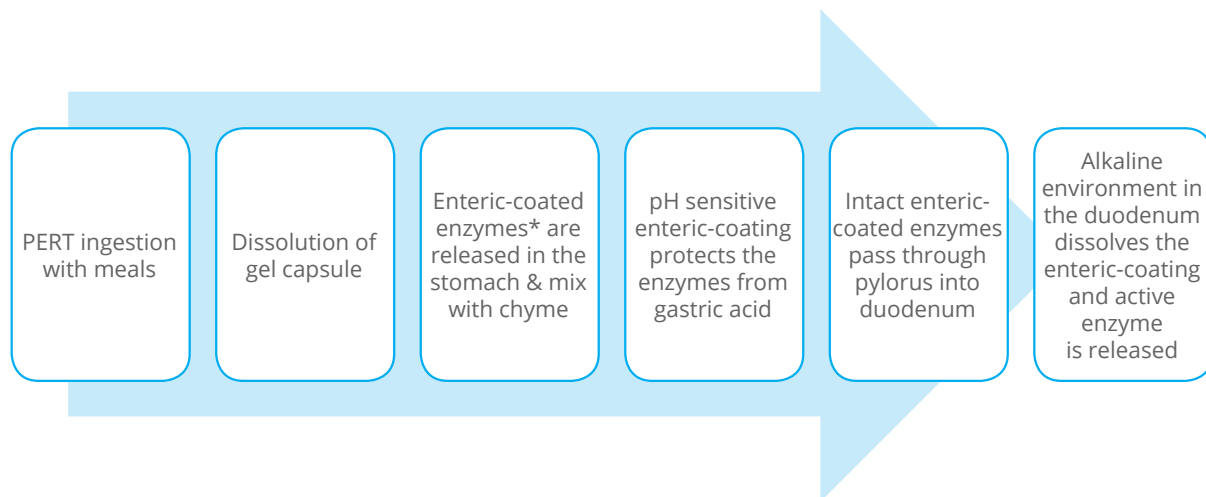 PERT ingestion
with meals
Dissolution of
gel capsule
Enteric-coated
enzymes* are
released in the
stomach & mix
with chyme
pH sensitive
enteric-coating
protects the
enzymes from
gastric acid
Intact enteric-
coated enzymes
pass through
pylorus into
duodenum
Alkaline
environment in
the duodenum
dissolves the
enteric-coating
and active
enzyme
is released